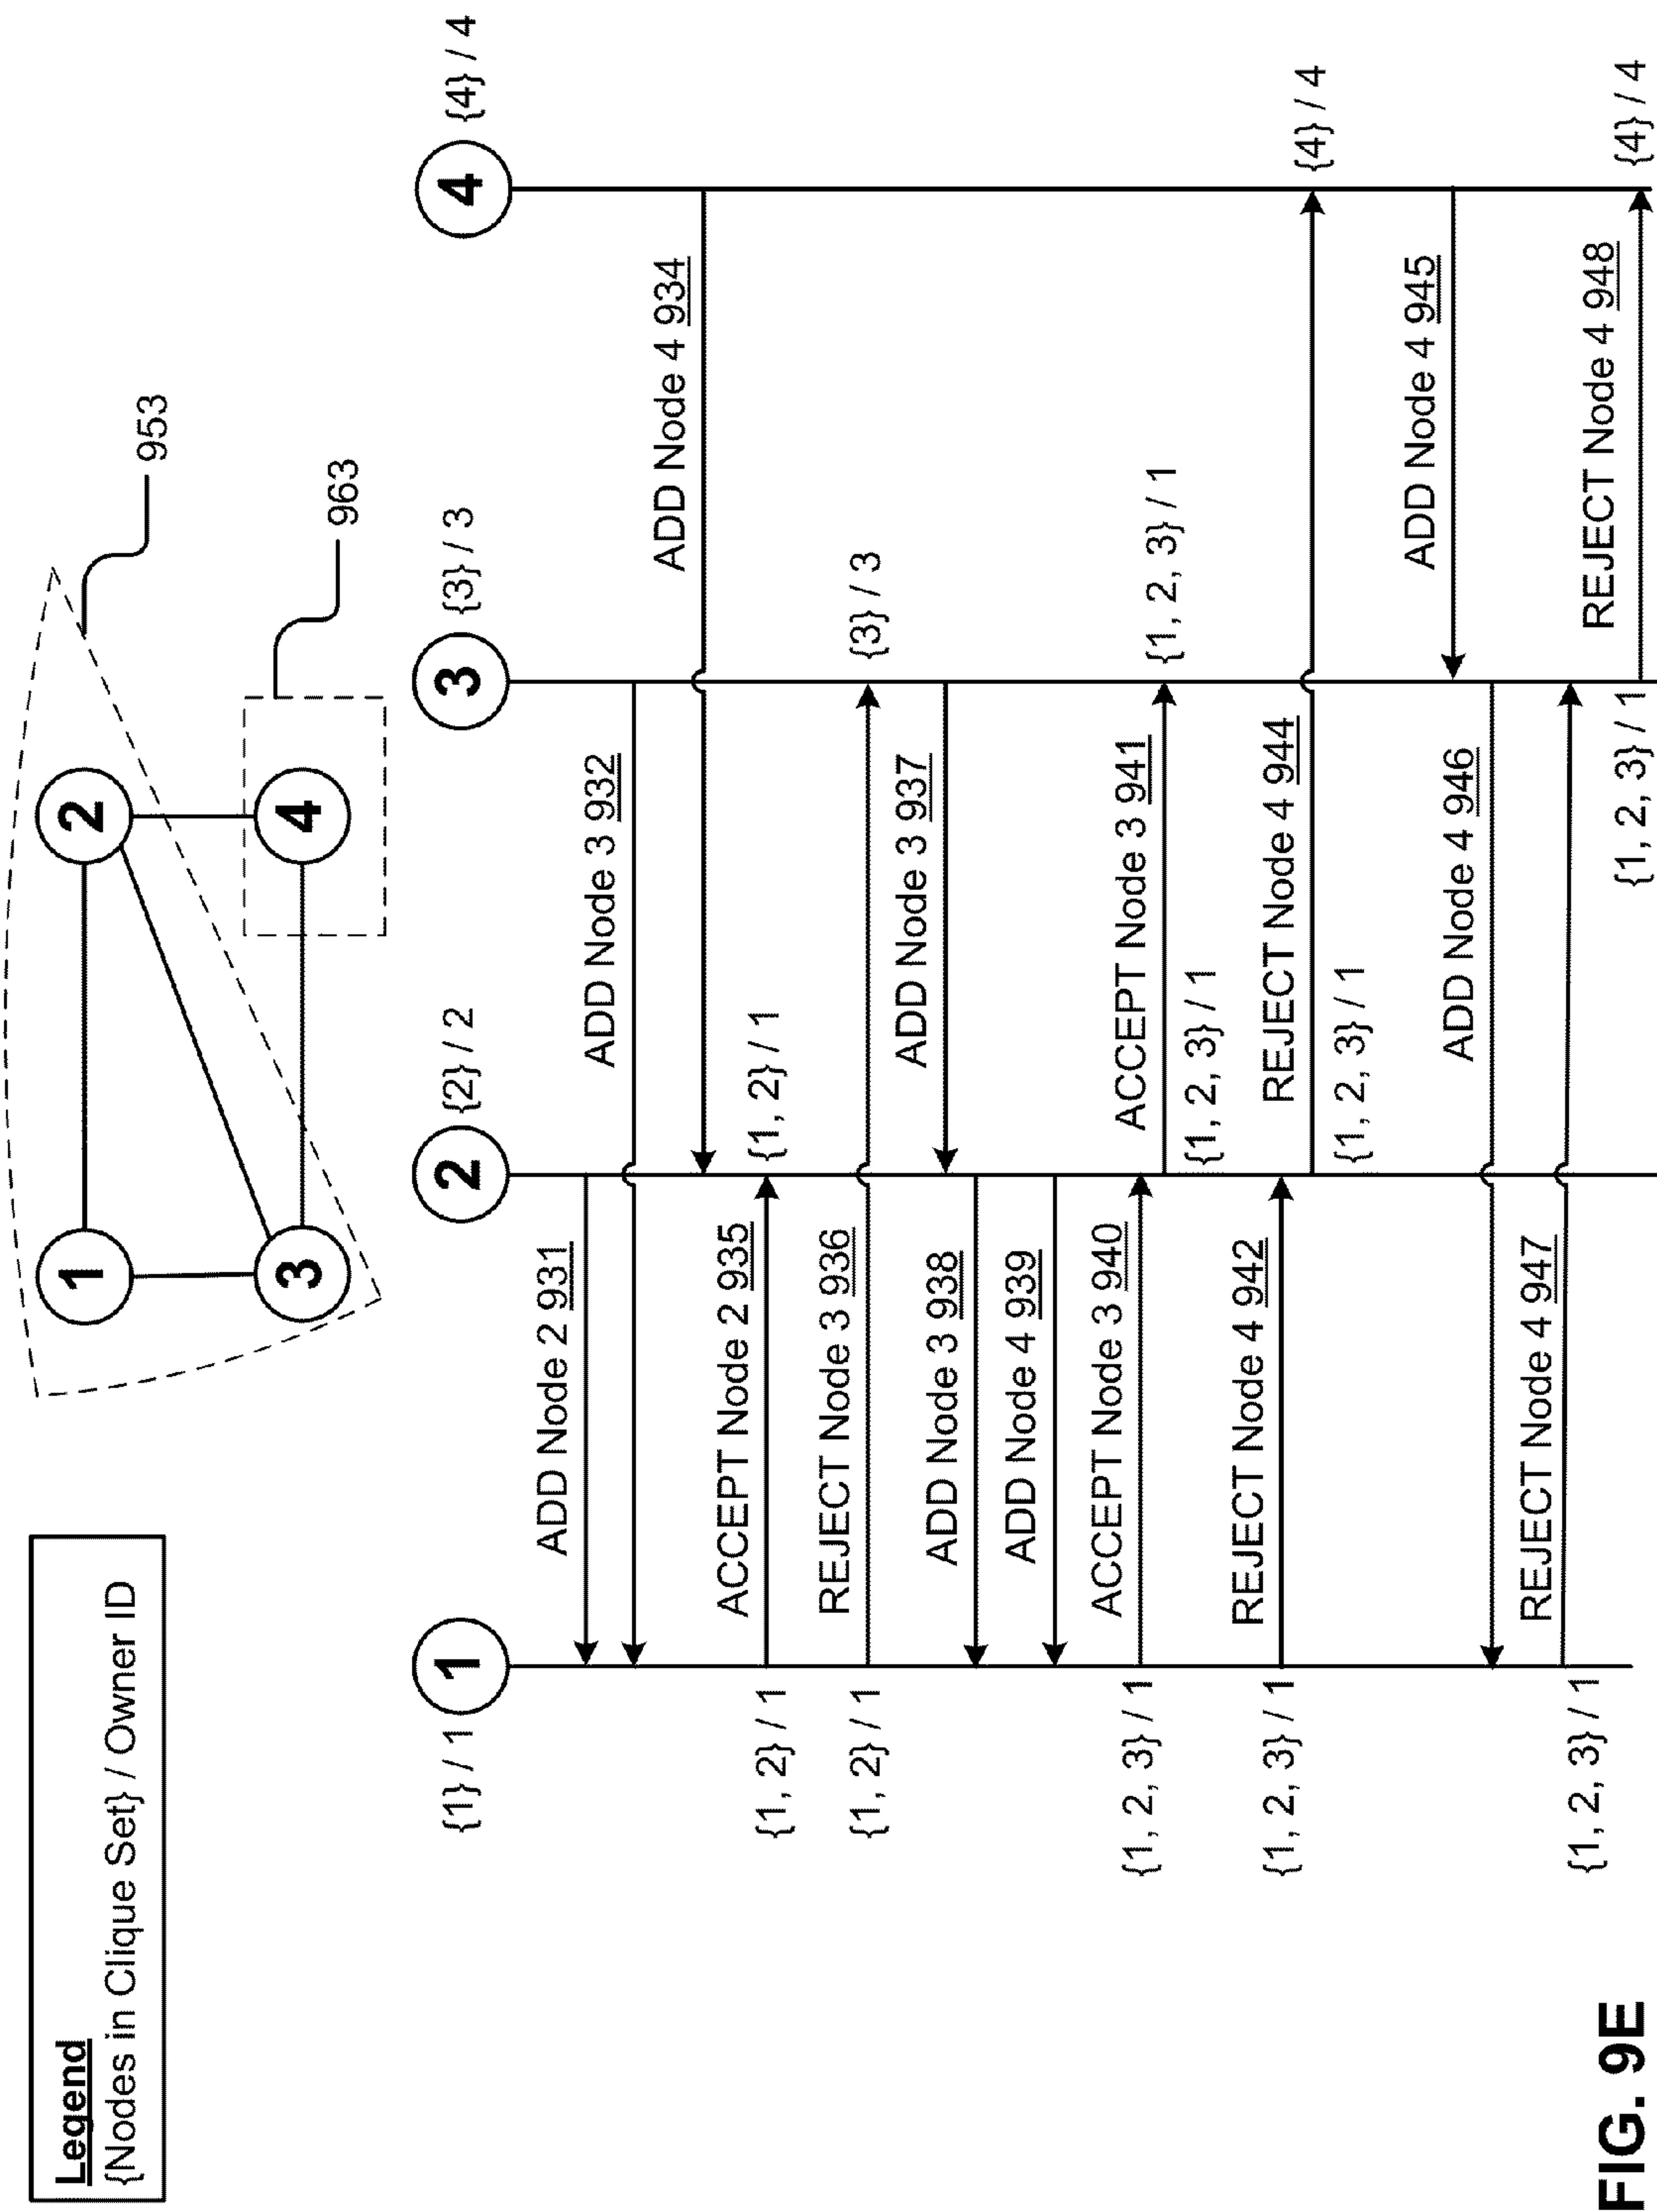 Legend
{Nodes in Clique Set} / Owner ID
1
2
3
4
953
963
{1} / 1
1
2
{2} / 2
3
{3} / 3
4
{4} / 4
ADD Node 2 931
ADD Node 3 932
ADD Node 4 934
ACCEPT Node 2 935
{1, 2} / 1
{1, 2} / 1
REJECT Node 3 936
{1, 2} / 1
{3} / 3
ADD Node 3 937
ADD Node 3 938
ADD Node 4 939
ACCEPT Node 3 940
{1, 2, 3} / 1
ACCEPT Node 3 941
{1, 2, 3} / 1
{1, 2, 3} / 1
REJECT Node 4 942
{1, 2, 3} / 1
REJECT Node 4 944
{4} / 4
{1, 2, 3} / 1
ADD Node 4 945
ADD Node 4 946
REJECT Node 4 947
{1, 2, 3} / 1
REJECT Node 4 948
{1, 2, 3} / 1
{4} / 4
FIG. 9E